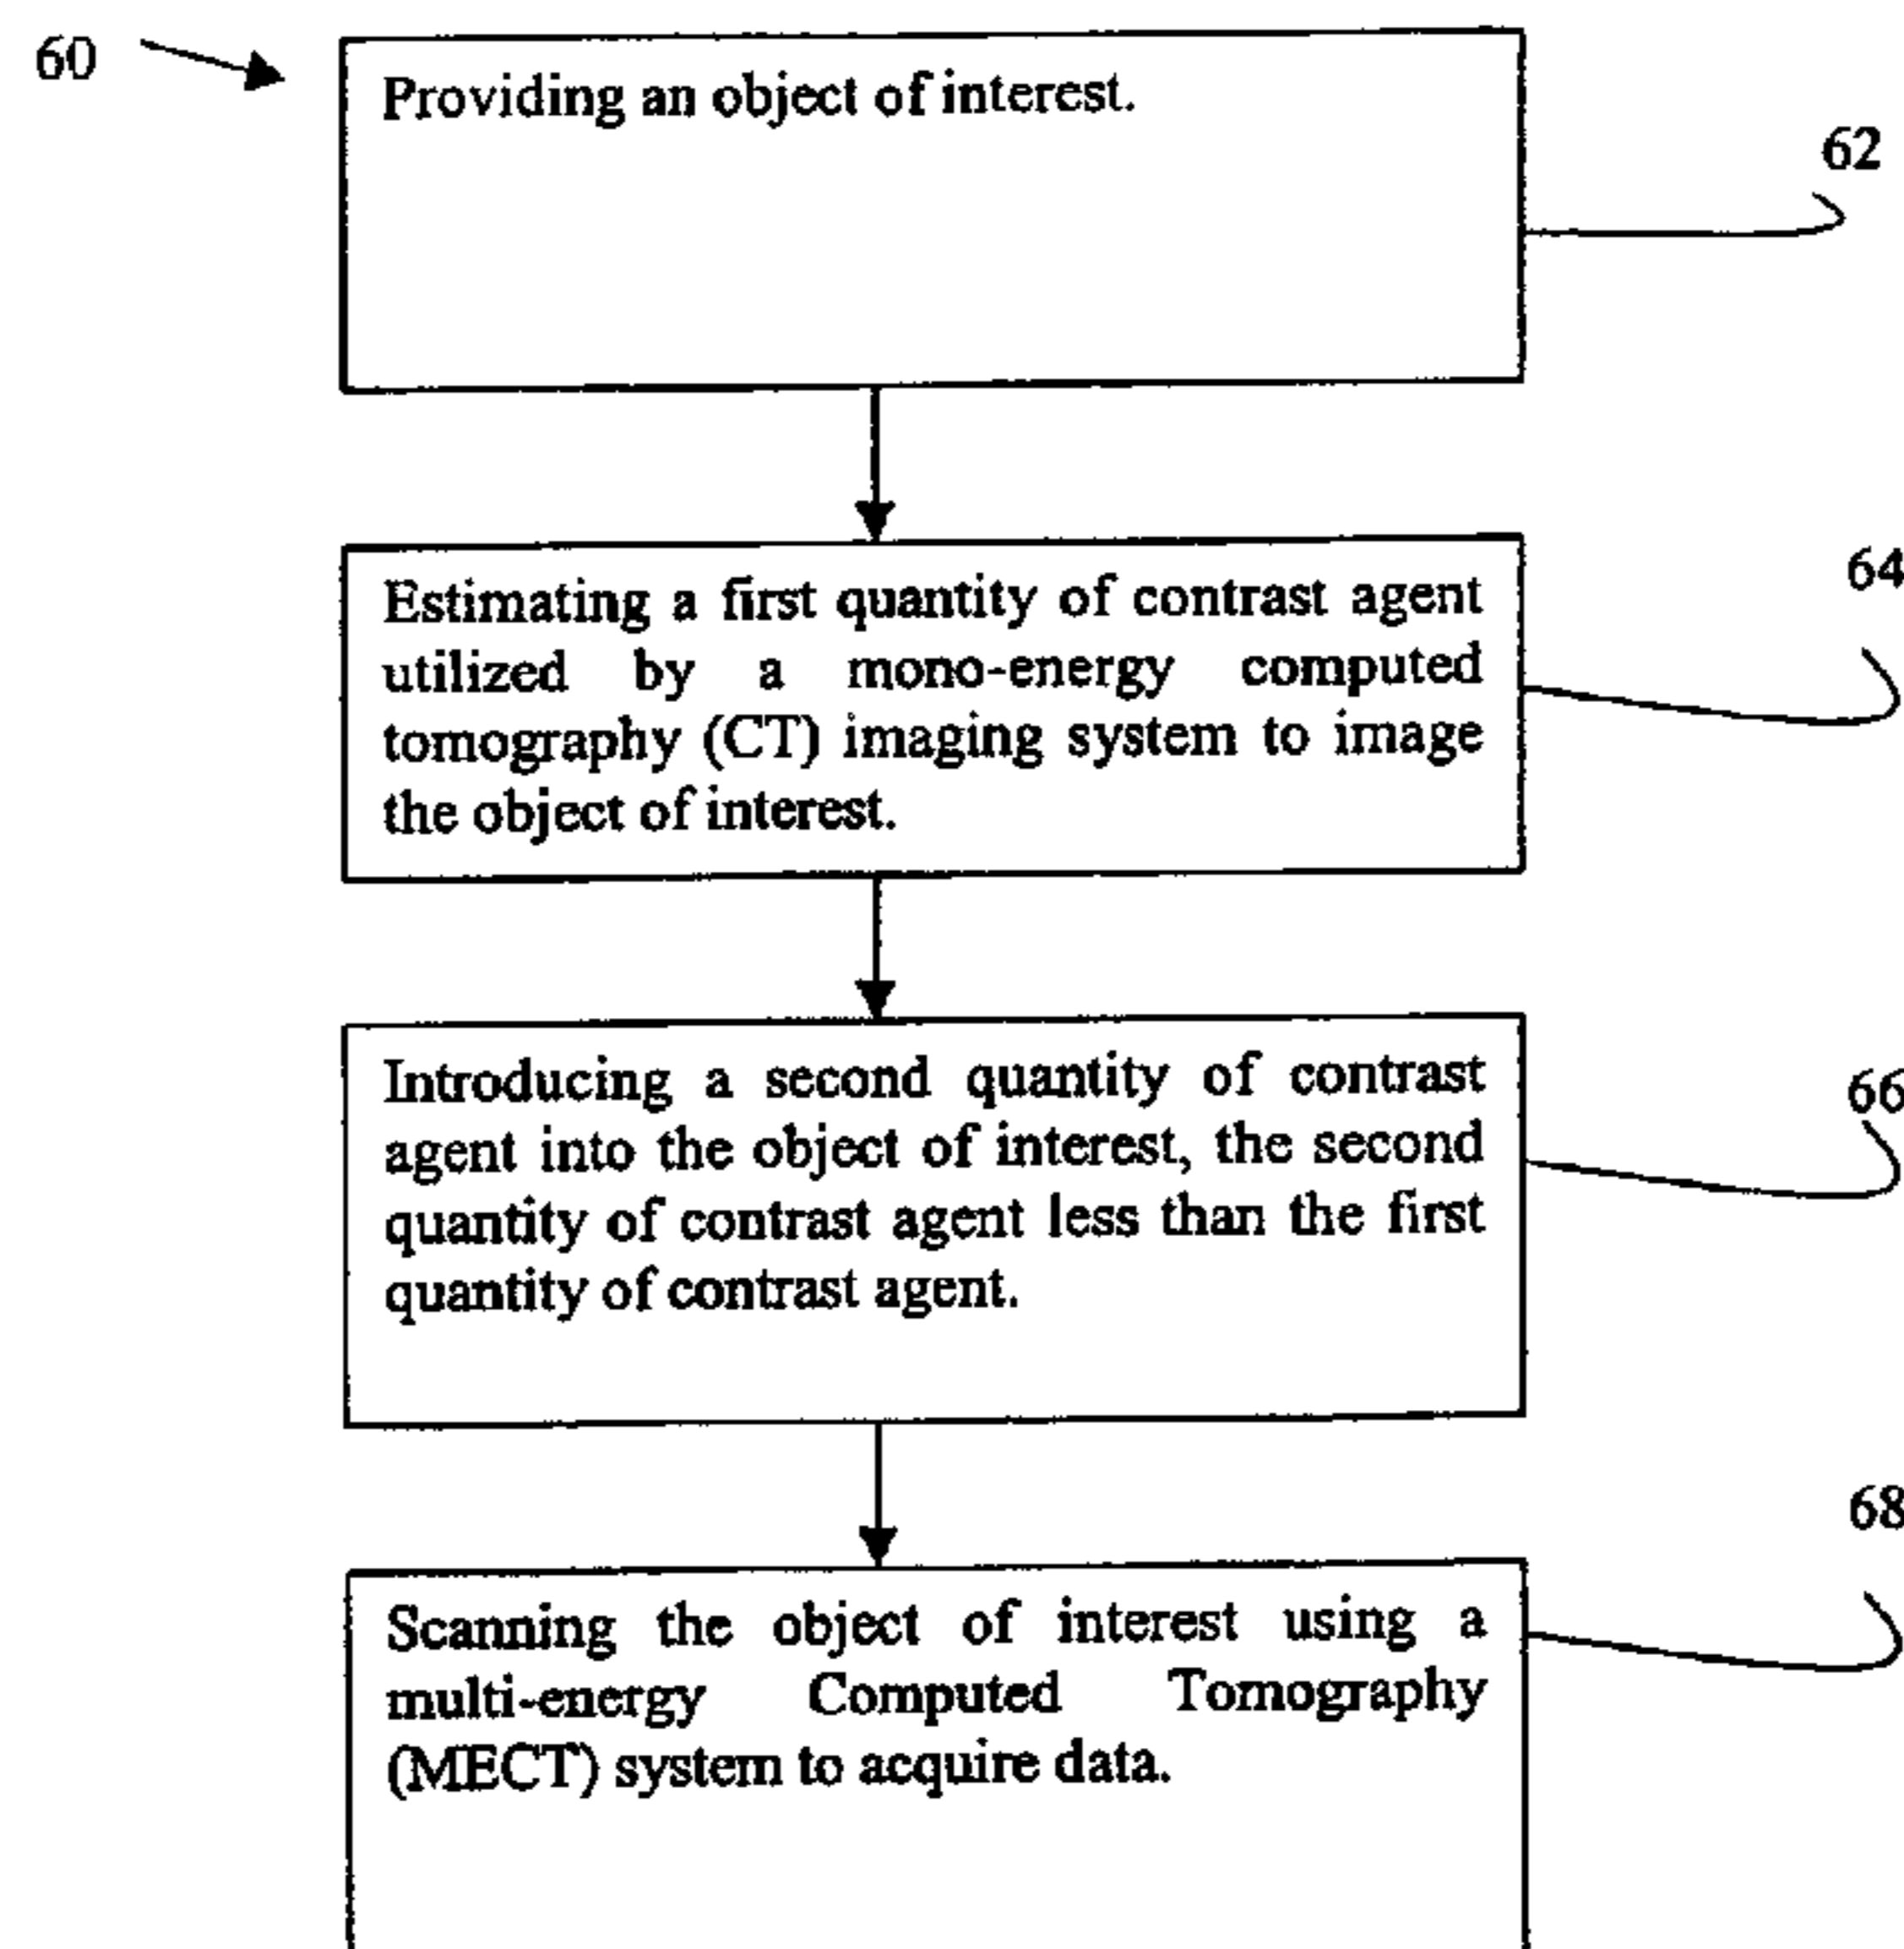 60
Providing an object of interest.
62
Estimating a first quantity of contrast agent
utilized by a mono-energy computed
tomography (CT) imaging system to image
the object of interest.
64
Introducing a second quantity of contrast
agent into the object of interest, the second
quantity of contrast agent less than the first
quantity of contrast agent.
66
Scanning the object of interest using a
multi-energy Computed Tomography
(MECT) system to acquire data.
68